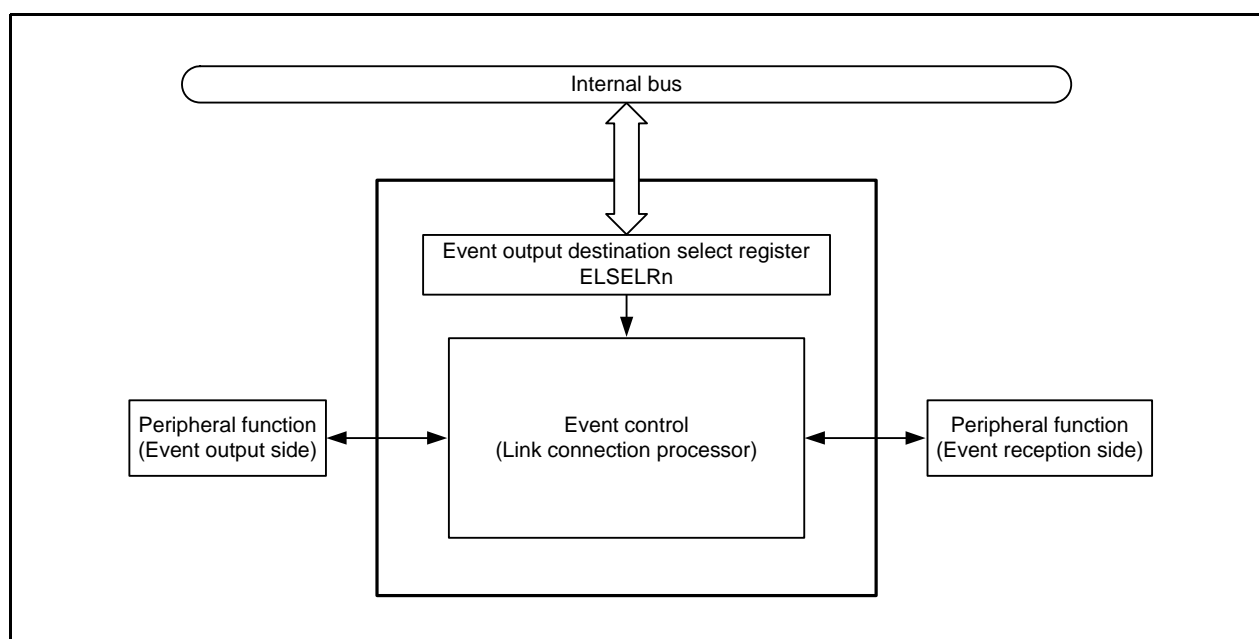 Internal bus
Event output destination select register
ELSELRn
Event control
(Link connection processor)
Peripheral function
(Event output side)
Peripheral function
(Event reception side)